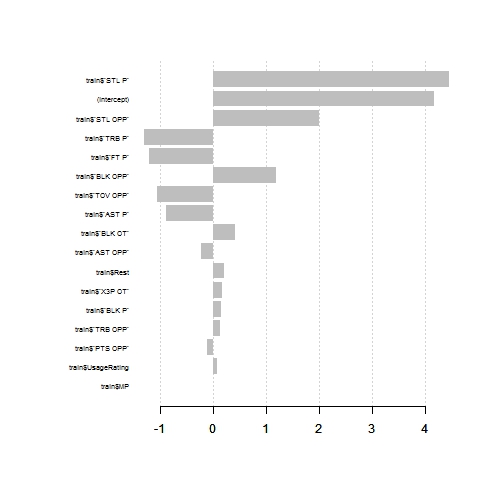 train$`STL P`
(Intercept)
train$`STL OPP`
train$`TRB P`
train$`FT P`
train$`BLK OPP`
train$`TOV OPP`
train$`AST P`
train$`BLK OT`
train$`AST OPP`
train$Rest
train$`X3P OT`
train$`BLK P`
train$`TRB OPP`
train$`PTS OPP`
train$UsageRating
train$MP
-1 0 1 2 3 4